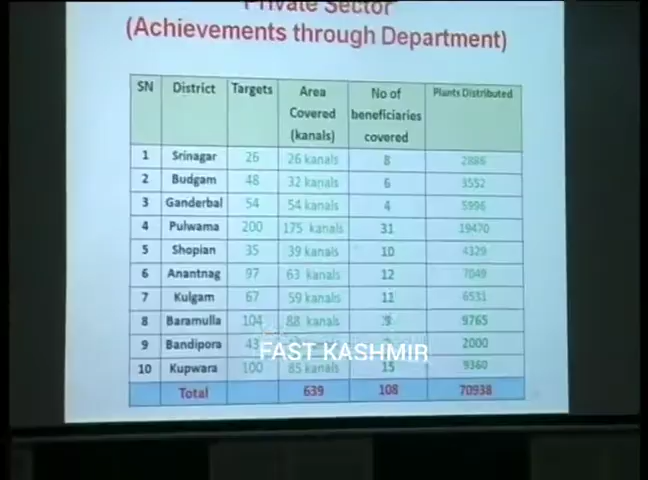 Private Sector
(Achievements through Department)
SN District Targets Area Covered (kanals) No of beneficiaries covered Plants Distributed
1 Srinagar 26 26 kanals 8 2886
2 Budgam 48 32 kanals 6 3552
3 Ganderbal 54 54 kanals 4 5996
4 Pulwama 200 175 kanals 31 19470
5 Shopian 35 39 kanals 10 4329
6 Anantnag 97 63 kanals 12 7049
7 Kulgam 67 59 kanals 11 6531
8 Baramulla 104 88 kanals 9 9765
9 Bandipora 43 2000
FAST KASHMIR
10 Kupwara 100 85 kanals 15 9360
Total 639 108 70938